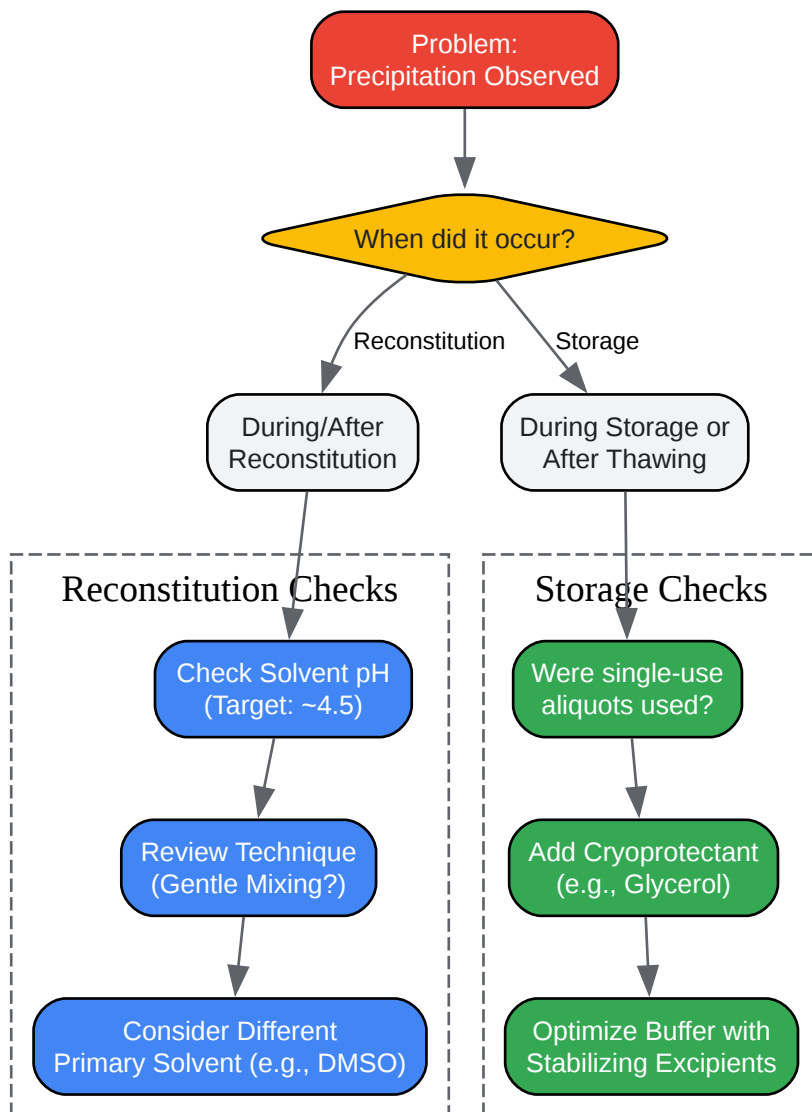 Problem:
Precipitation Observed
When did it occur?
Reconstitution
Storage
During/After
Reconstitution
During Storage or
After Thawing
Reconstitution Checks
Storage Checks
Check Solvent pH
(Target: ~4.5)
Were single-use
aliquots used?
Review Technique
(Gentle Mixing?)
Add Cryoprotectant
(e.g., Glycerol)
Consider Different
Primary Solvent (e.g., DMSO)
Optimize Buffer with
Stabilizing Excipients